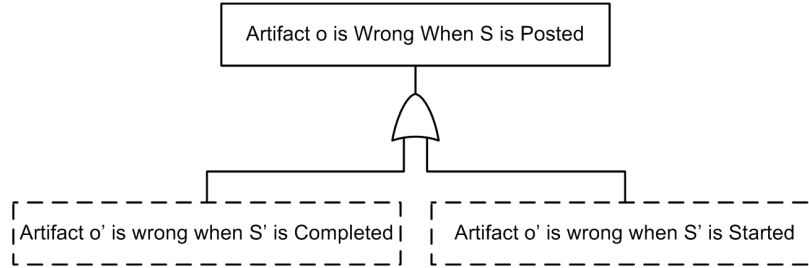 Artifact o is Wrong When S is Posted
Artifact o’ is wrong when S’ is Completed
Artifact o’ is wrong when S’ is Started